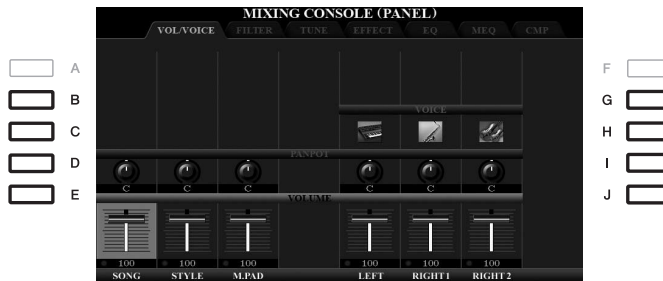 MIXING CONSOLE (PANEL)
VOL/VOICE FILTER TUNE EFFECT EQ MEQ CMP
A F
B G
VOICE
C H
PANPOT
D I
C C C C C C
E J
VOLUME
100 100 100 100 100 100
SONG STYLE M.PAD LEFT RIGHT1 RIGHT2